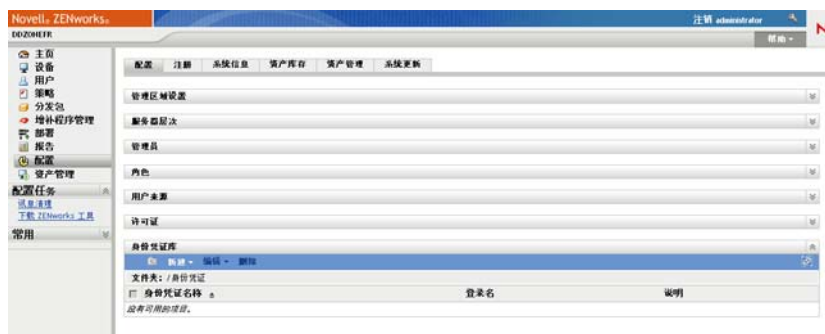 Novell® ZENworks®
注销 administrator
DDZONEFR
帮助
主页
设备
用户
策略
分发包
增补程序管理
部署
报告
配置
资产管理
配置任务
讯息清理
下载 ZENworks 工具
常用
配置 注册 系统信息 资产库存 资产管理 系统更新
管理区域设置
服务器层次
管理员
角色
用户来源
许可证
身份凭证库
新建 编辑 删除
文件夹: / 身份凭证
身份凭证名称 登录名 说明
没有可用的项目。